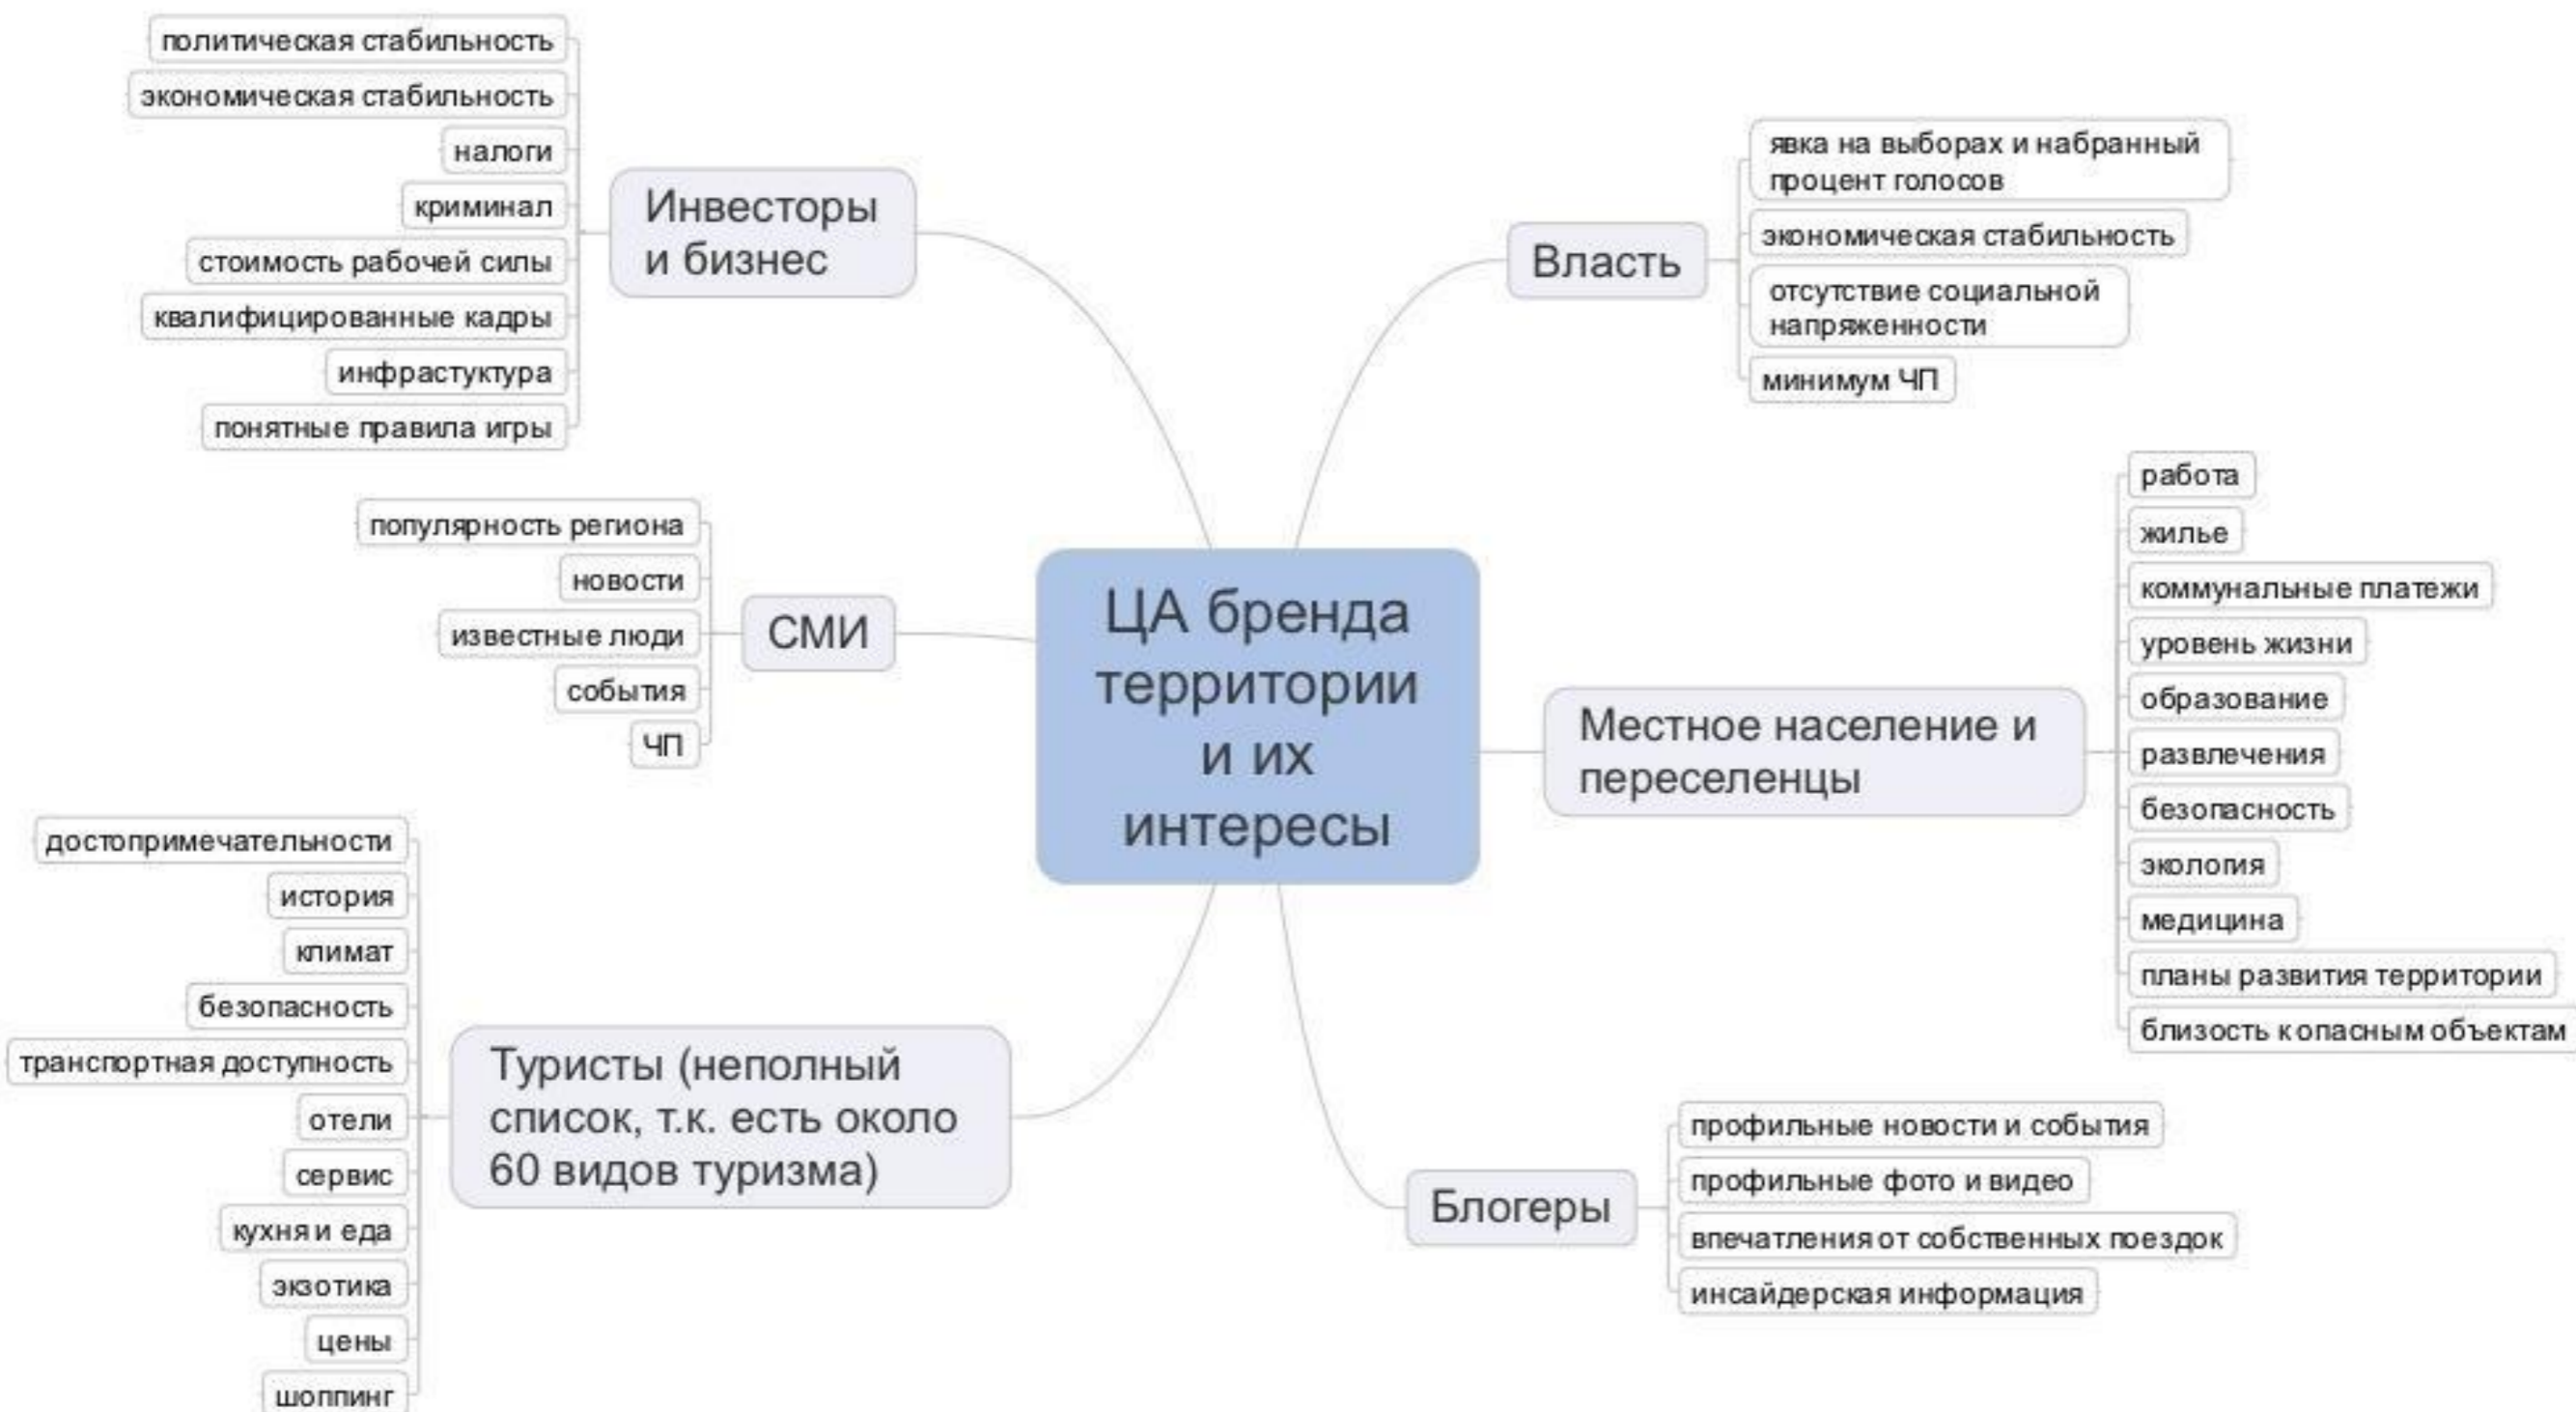 политическая стабильность
экономическая стабильность
налоги
криминал
стоимость рабочей силы
квалифицированные кадры
инфрастуктура
понятные правила игры
Инвесторы
и бизнес
популярность региона
новости
известные люди
события
ЧП
СМИ
достопримечательности
история
климат
безопасность
транспортная доступность
отели
сервис
кухня и еда
экзотика
цены
шоппинг
Туристы (неполный
список, т.к. есть около
60 видов туризма)
ЦА бренда
территории
и их
интересы
Власть
явка на выборах и набранный
процент голосов
экономическая стабильность
отсутствие социальной
напряженности
минимум ЧП
Местное население и
переселенцы
работа
жилье
коммунальные платежи
уровень жизни
образование
развлечения
безопасность
экология
медицина
планы развития территории
близость к опасным объектам
Блогеры
профильные новости и события
профильные фото и видео
впечатления от собственных поездок
инсайдерская информация